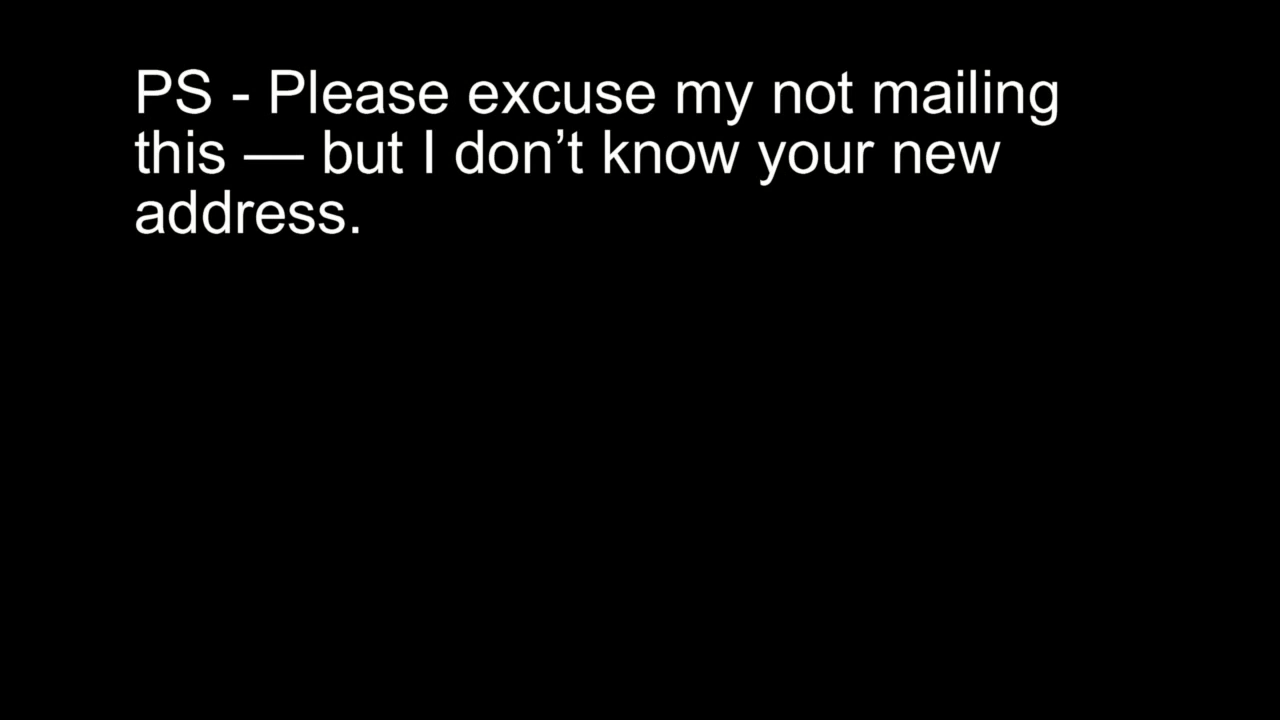 PS - Please excuse my not mailing
this — but I don’t know your new
address.